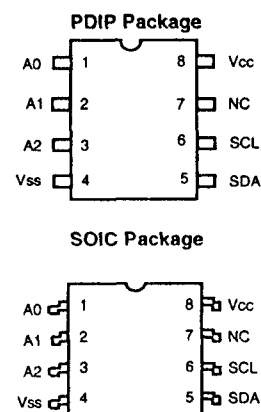 PDIP Package
A0 1 8 Vcc
A1 2 7 NC
A2 3 6 SCL
Vss 4 5 SDA
SOIC Package
A0 1 8 Vcc
A1 2 7 NC
A2 3 6 SCL
Vss 4 5 SDA